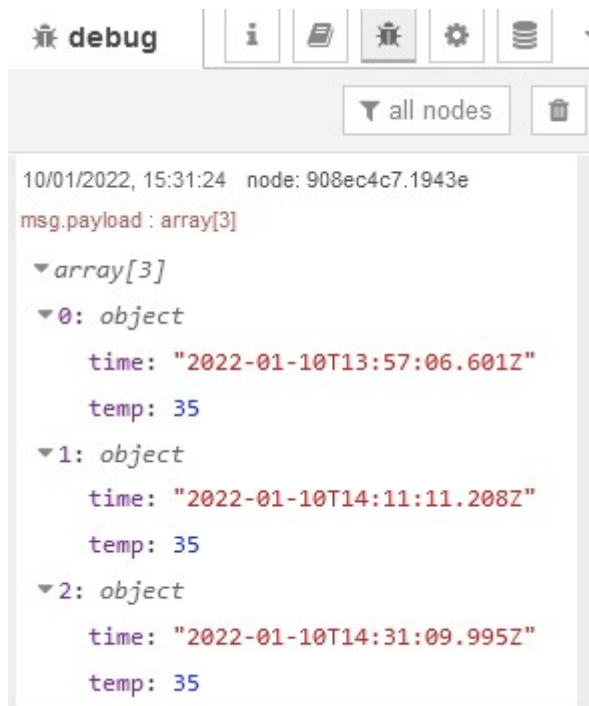 debug
i
all nodes
10/01/2022, 15:31:24 node: 908ec4c7.1943e
msg.payload : array[3]
array[3]
0: object
time: "2022-01-10T13:57:06.601Z"
temp: 35
1: object
time: "2022-01-10T14:11:11.208Z"
temp: 35
2: object
time: "2022-01-10T14:31:09.995Z"
temp: 35